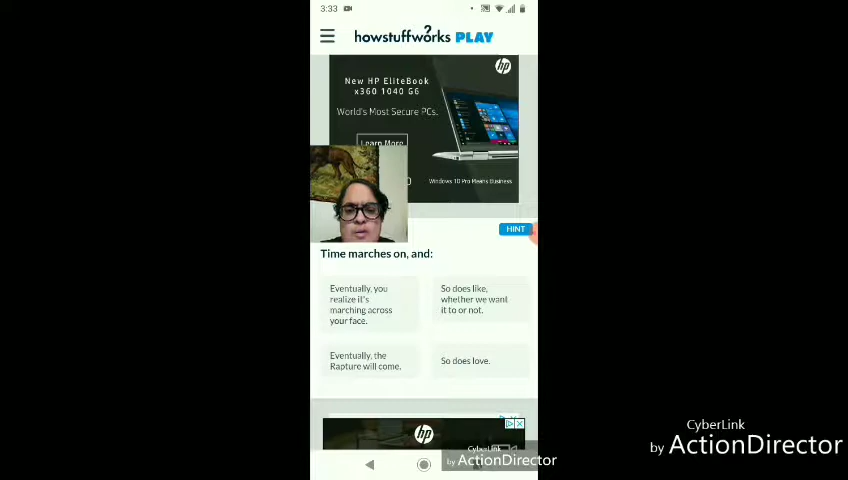 3:33
howstuffworks PLAY
hp
New HP EliteBook
x360 1040 G6
World's Most Secure PCs.
Learn More
Windows 10 Pro Means Business
HINT
Time marches on, and:
Eventually, you
realize it's
marching across
your face.
So does like,
whether we want
it to or not.
Eventually, the
Rapture will come.
So does love.
hp
CyberLink
by ActionDirector
CyberLink
by ActionDirector